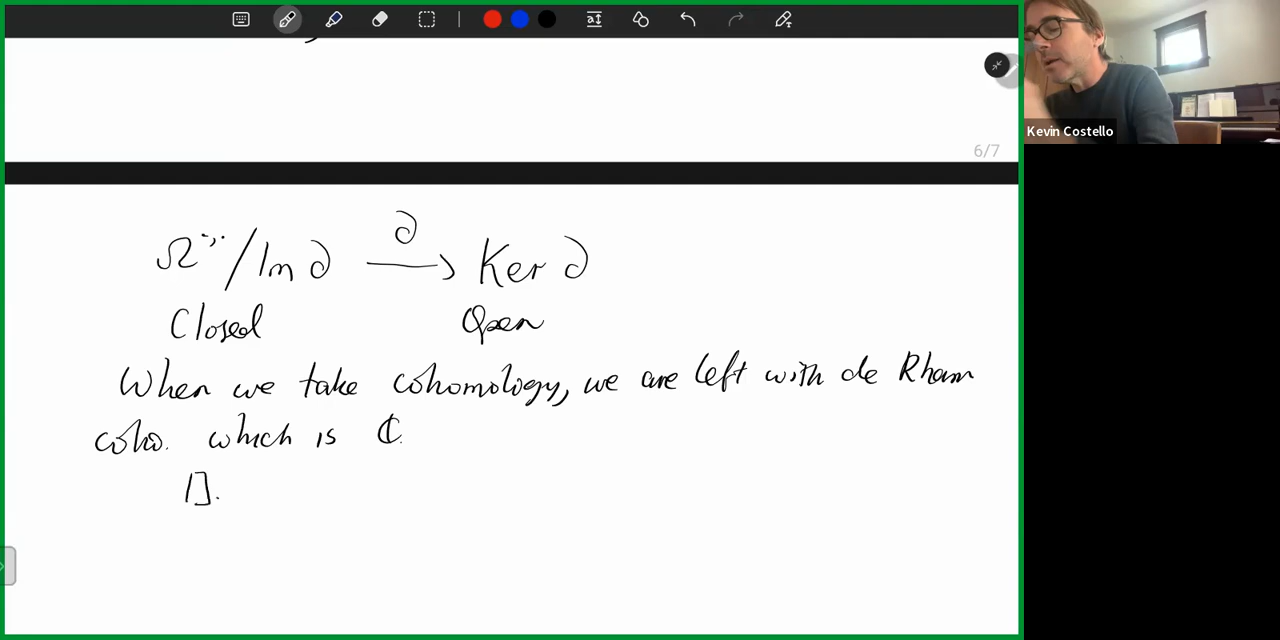 Kevin Costello
6/7
Ω^{·,·}/Im ∂ —∂→ Ker ∂
Closed Open
When we take cohomology, we are left with de Rham
coho. which is ℂ.
□.